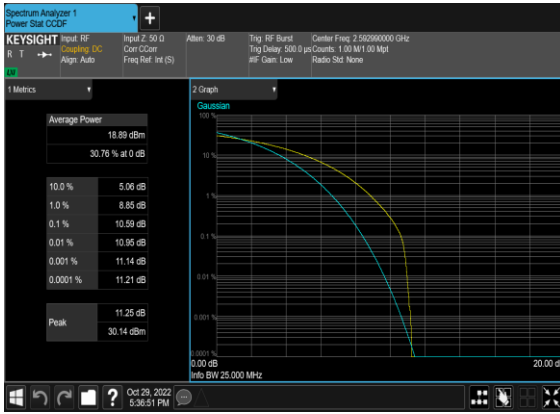 Spectrum Analyzer 1
Power Stat CCDF
+
KEYSIGHT
R T
LW
Input: RF
Coupling: DC
Align: Auto
Input Z: 50 Ω
Corr CCorr
Freq Ref: Int (S)
Atten: 30 dB
Trig: RF Burst
Trig Delay: 500.0 µs
#IF Gain: Low
Center Freq: 2.592990000 GHz
Counts: 1.00 M/1.00 Mpt
Radio Std: None
1 Metrics
Average Power
18.89 dBm
30.76 % at 0 dB
10.0 % 5.06 dB
1.0 % 8.85 dB
0.1 % 10.59 dB
0.01 % 10.95 dB
0.001 % 11.14 dB
0.0001 % 11.21 dB
Peak
11.25 dB
30.14 dBm
2 Graph
Gaussian
100 %
10 %
1 %
0.1 %
0.01 %
0.001 %
0.0001 %
0.00 dB
20.00 d
Info BW 25.000 MHz
?
Oct 29, 2022
5:36:51 PM